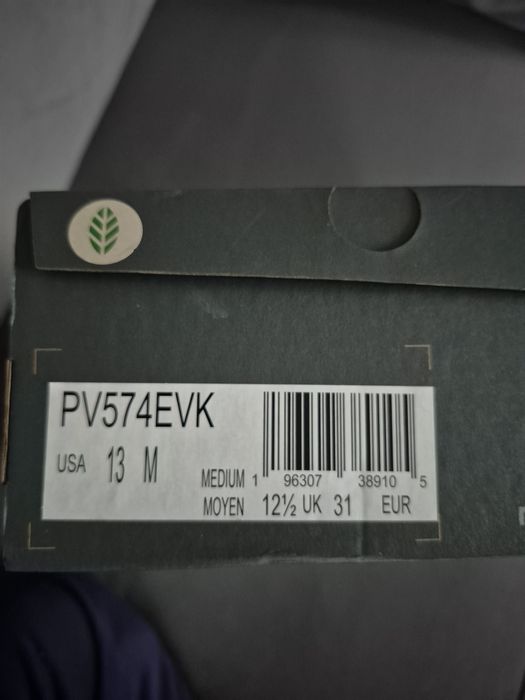 PV574EVK
USA 13 M
MEDIUM 1 96307 38910 5
MOYEN 12½ UK 31 EUR